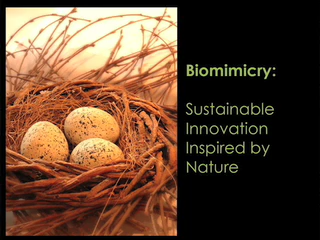 Biomimicry:
Sustainable
Innovation
Inspired by
Nature